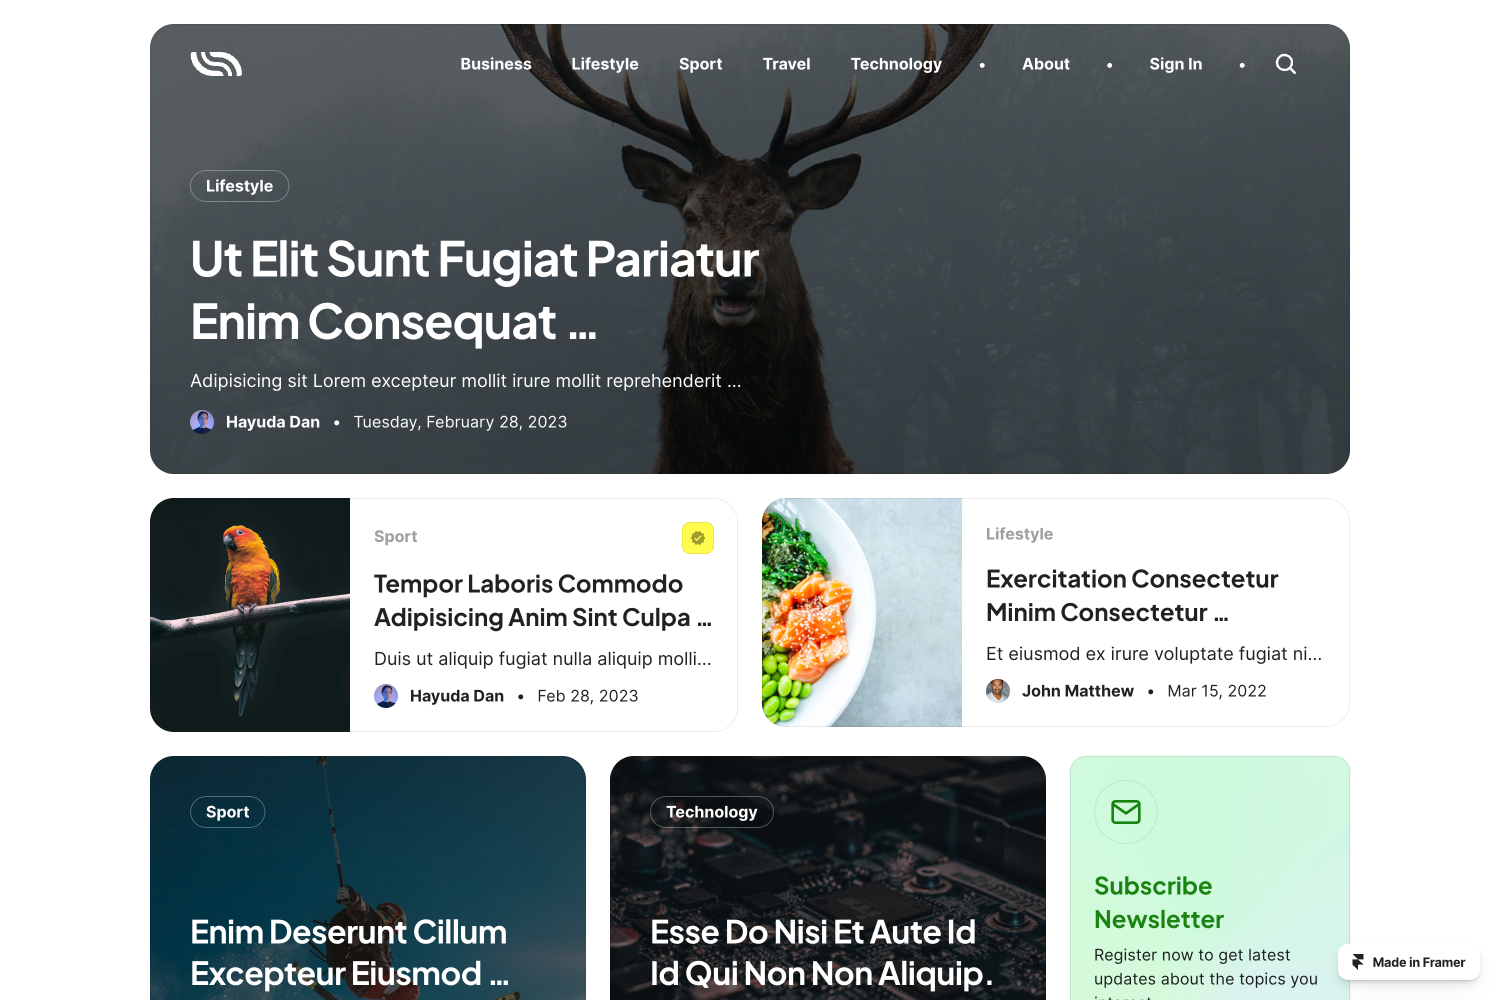 Business Lifestyle Sport Travel Technology • About • Sign In •
Lifestyle
Ut Elit Sunt Fugiat Pariatur
Enim Consequat ...
Adipisicing sit Lorem excepteur mollit irure mollit reprehenderit ...
Hayuda Dan • Tuesday, February 28, 2023
Sport
Tempor Laboris Commodo
Adipisicing Anim Sint Culpa ...
Duis ut aliquip fugiat nulla aliquip molli...
Hayuda Dan • Feb 28, 2023
Lifestyle
Exercitation Consectetur
Minim Consectetur ...
Et eiusmod ex irure voluptate fugiat ni...
John Matthew • Mar 15, 2022
Sport
Enim Deserunt Cillum
Excepteur Eiusmod ...
Technology
Esse Do Nisi Et Aute Id
Id Qui Non Non Aliquip.
Subscribe
Newsletter
Register now to get latest
updates about the topics you
Made in Framer